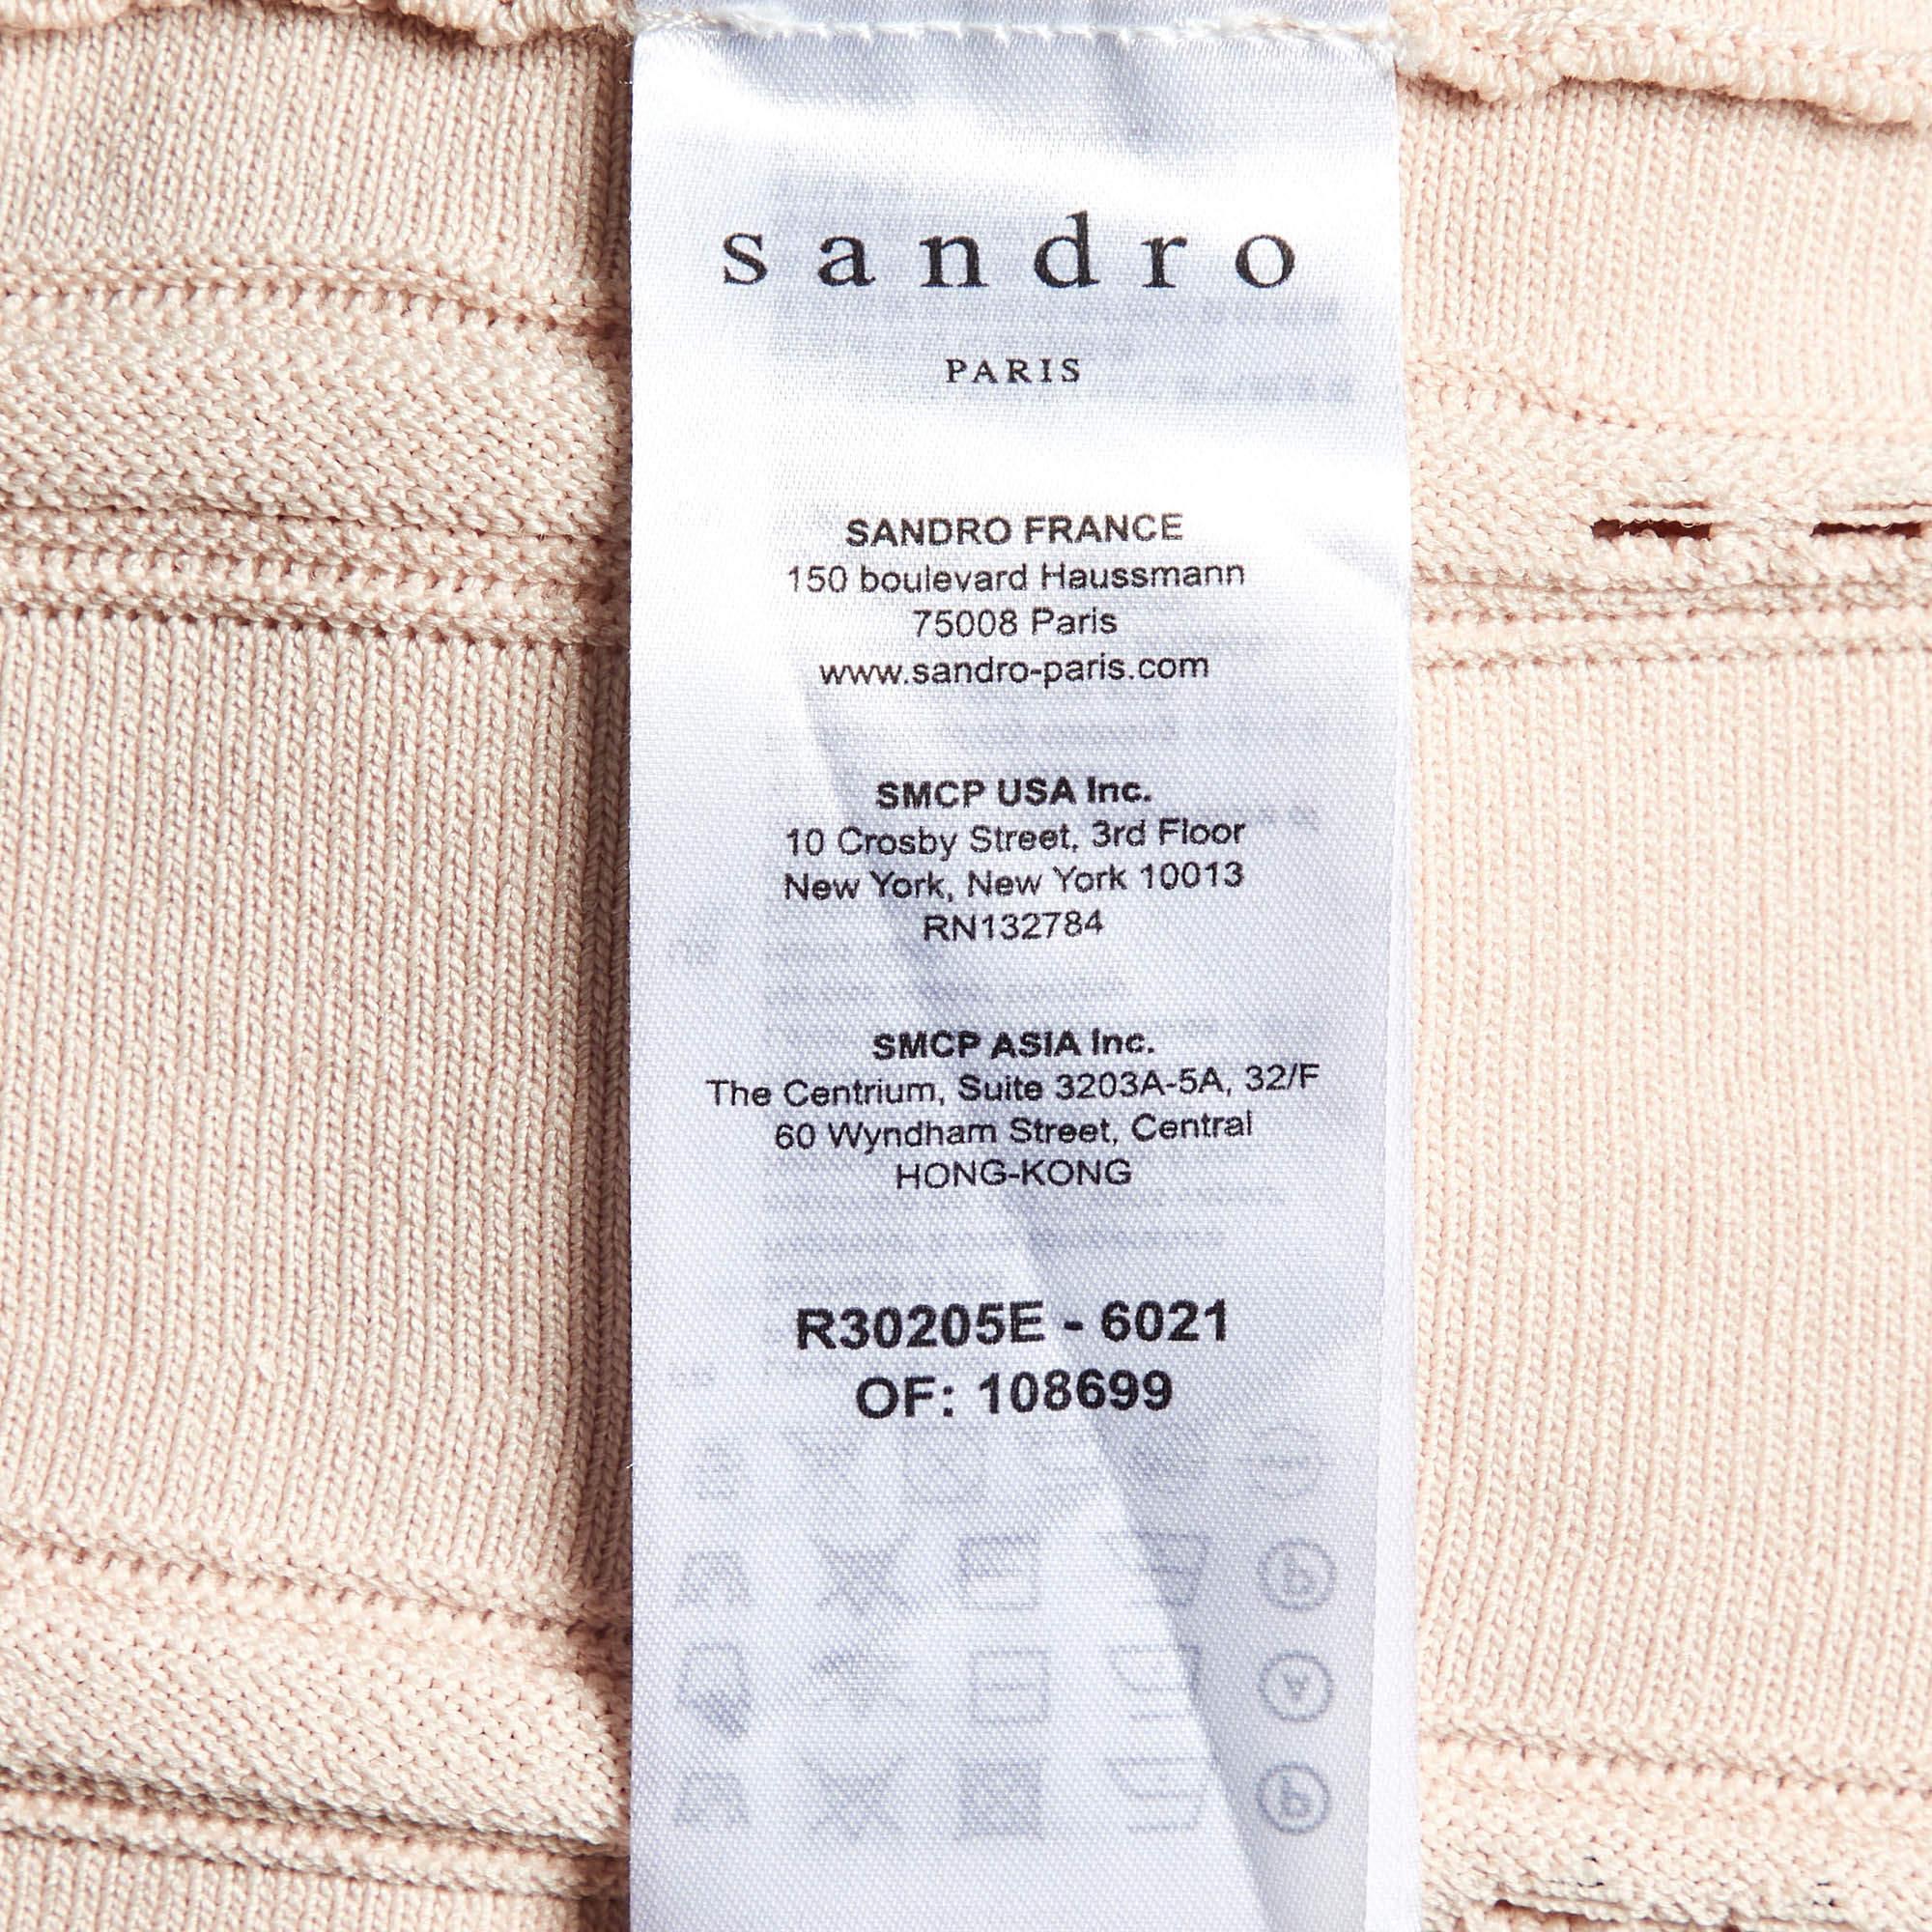 sandro
PARIS
SANDRO FRANCE
150 boulevard Haussmann
75008 Paris
www.sandro-paris.com
SMCP USA Inc.
10 Crosby Street, 3rd Floor
New York, New York 10013
RN132784
SMCP ASIA Inc.
The Centrium, Suite 3203A-5A, 32/F
60 Wyndham Street, Central
HONG-KONG
R30205E - 6021
OF: 108699